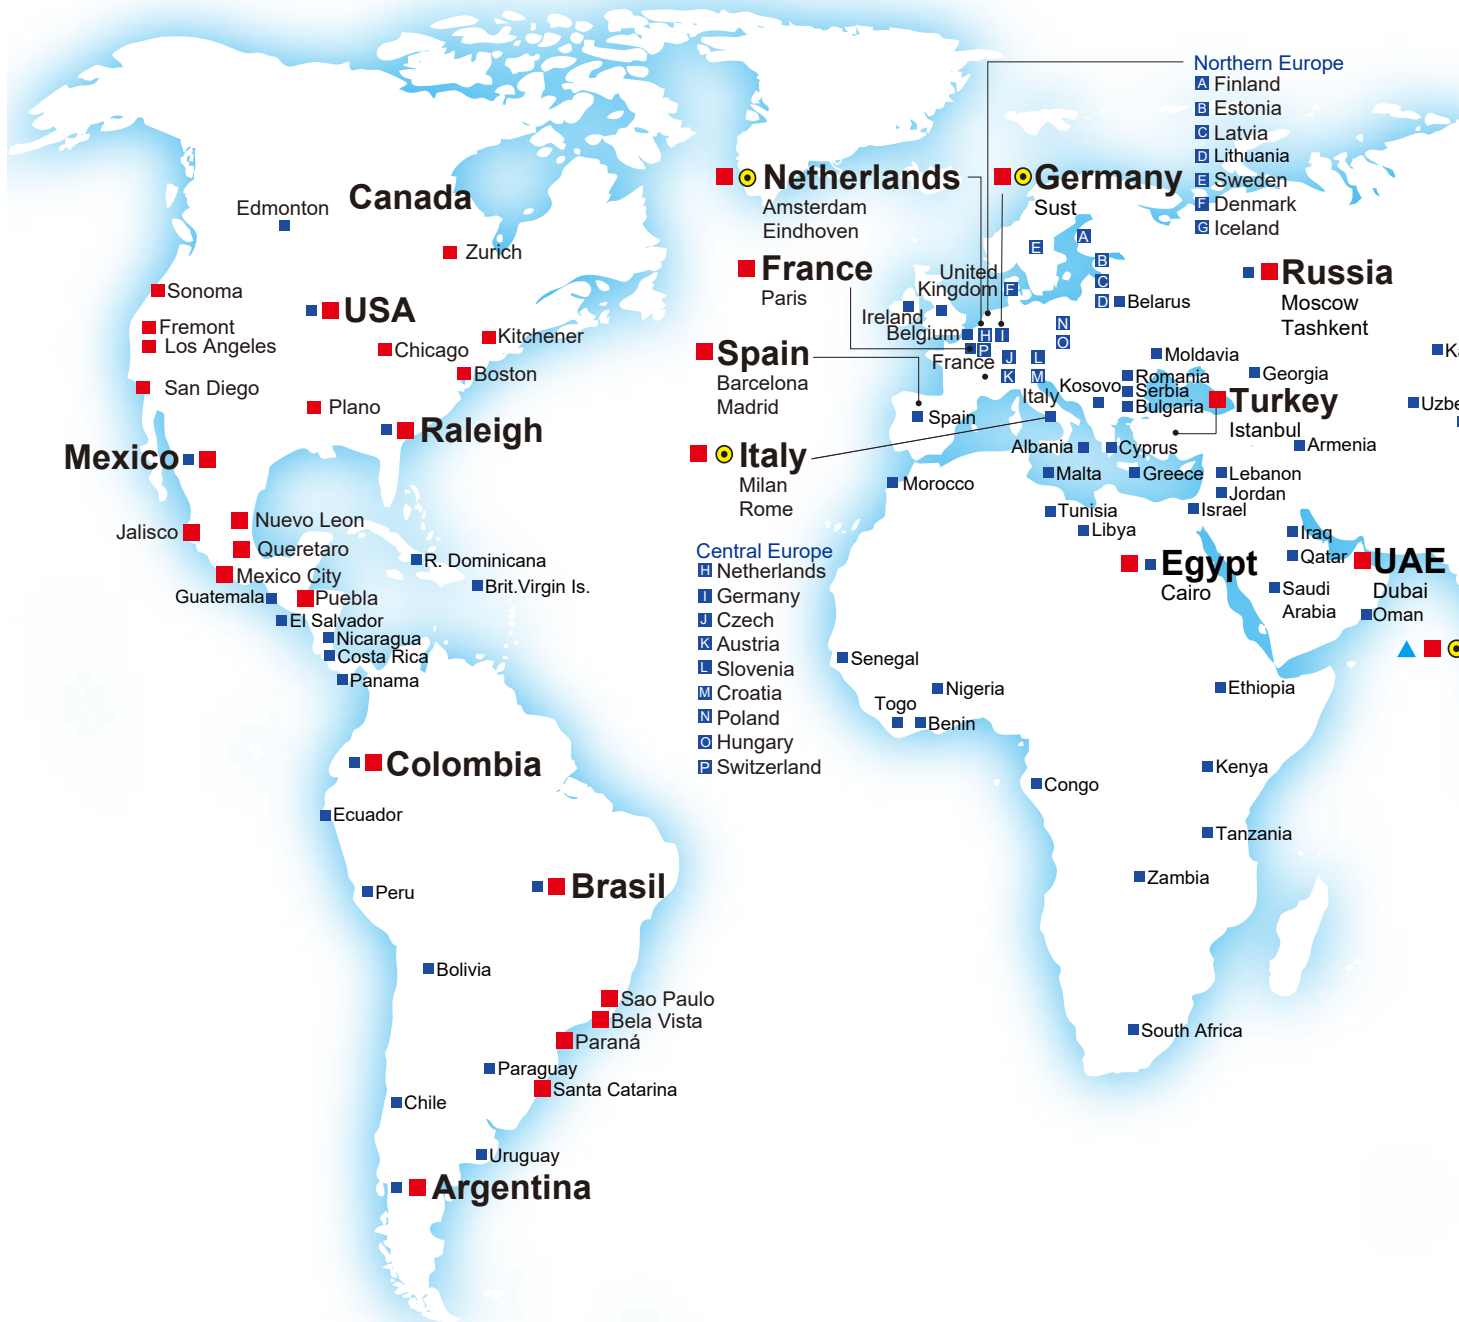 Northern Europe
A Finland
B Estonia
C Latvia
D Lithuania
E Sweden
F Denmark
G Iceland
Canada
Edmonton
Zurich
Sonoma
USA
Fremont
Los Angeles
Kitchener
Chicago
San Diego
Boston
Plano
Raleigh
Mexico
Jalisco
Nuevo Leon
Queretaro
Mexico City
Guatemala
Puebla
El Salvador
Nicaragua
Costa Rica
Panama
R. Dominicana
Brit.Virgin Is.
Colombia
Ecuador
Peru
Brasil
Bolivia
Sao Paulo
Bela Vista
Paraná
Paraguay
Santa Catarina
Chile
Uruguay
Argentina
Netherlands
Amsterdam
Eindhoven
France
Paris
Spain
Barcelona
Madrid
Italy
Milan
Rome
Central Europe
H Netherlands
I Germany
J Czech
K Austria
L Slovenia
M Croatia
N Poland
O Hungary
P Switzerland
Germany
Sust
E
A
B
C
D
F
Belarus
United
Kingdom
Ireland
Belgium
H
I
P
N
O
J
L
K
M
France
Spain
Italy
Kosovo
Moldavia
Romania
Serbia
Bulgaria
Albania
Cyprus
Malta
Greece
Morocco
Tunisia
Libya
Russia
Moscow
Tashkent
Georgia
Turkey
Istanbul
Armenia
Lebanon
Jordan
Israel
Iraq
Qatar
Saudi
Arabia
UAE
Dubai
Oman
Egypt
Cairo
Ka
Uzbe
Senegal
Nigeria
Togo
Benin
Ethiopia
Congo
Kenya
Tanzania
Zambia
South Africa